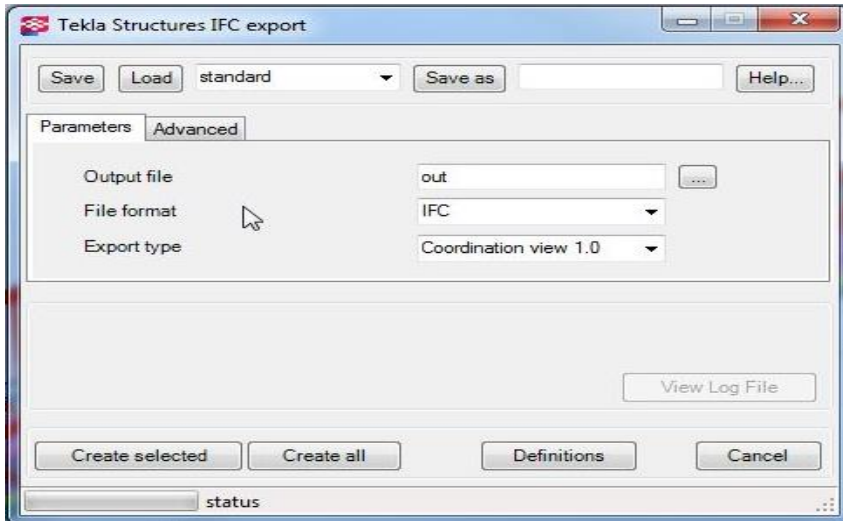 Tekla Structures IFC export
Save Load standard Save as Help...
Parameters Advanced
Output file out ...
File format IFC
Export type Coordination view 1.0
View Log File
Create selected Create all Definitions Cancel
status